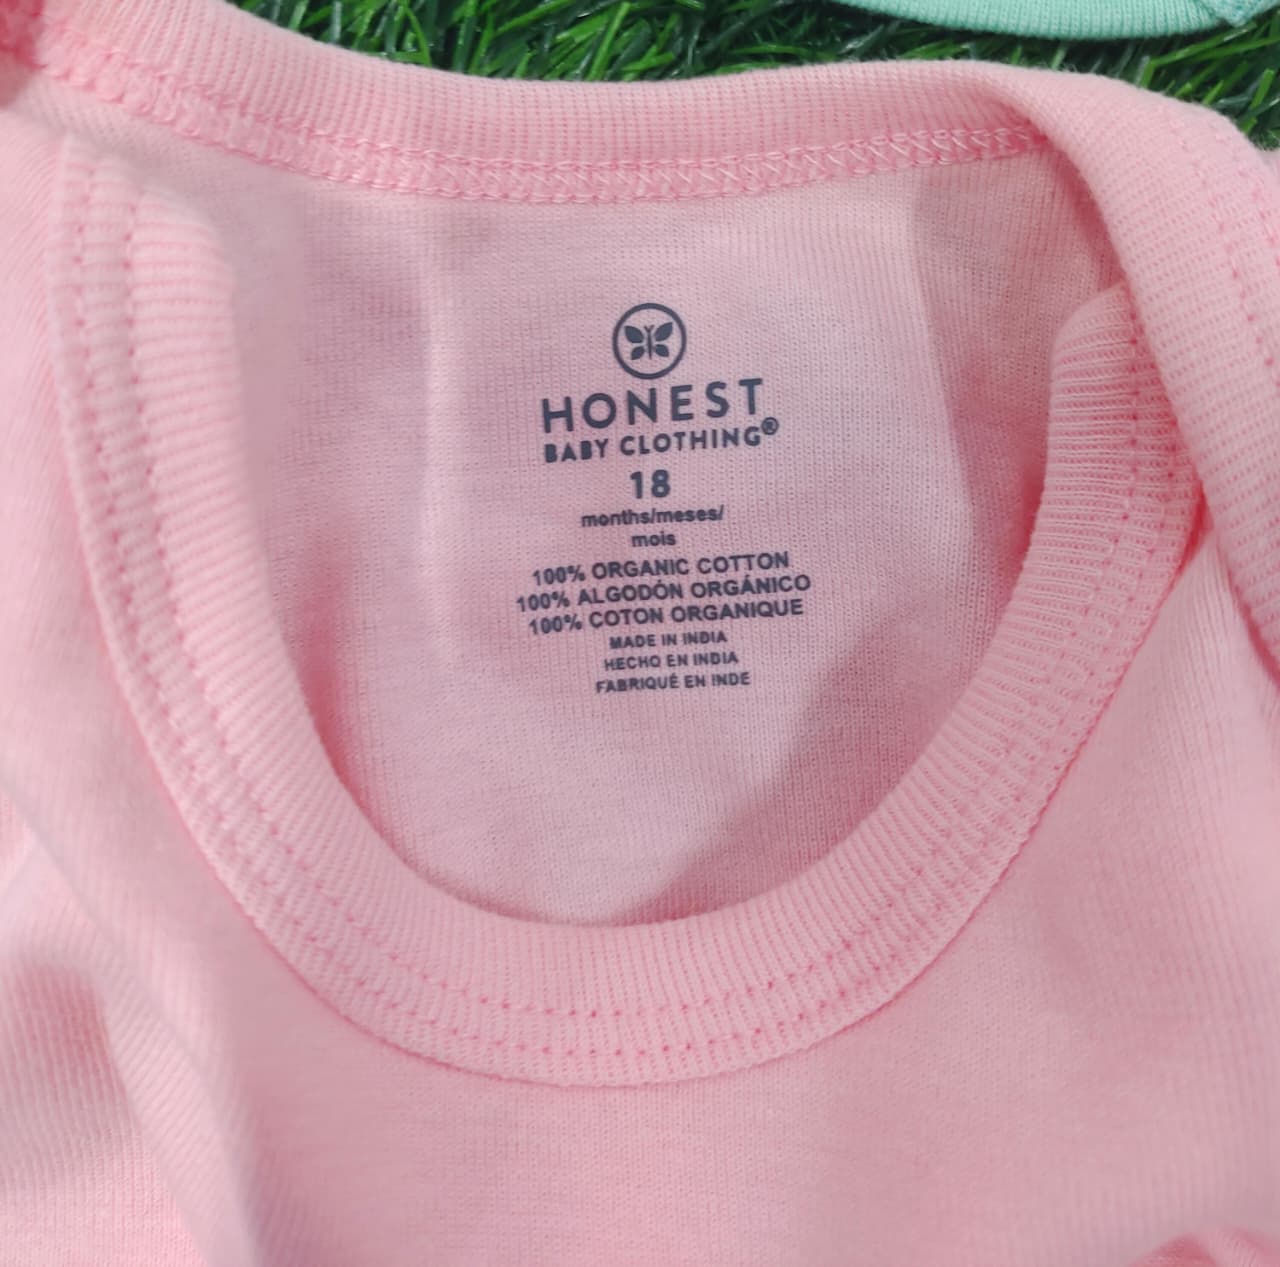 HONEST
BABY CLOTHING®
18
months/meses/
mois
100% ORGANIC COTTON
100% ALGODÓN ORGÁNICO
100% COTON ORGANIQUE
MADE IN INDIA
HECHO EN INDIA
FABRIQUÉ EN INDE